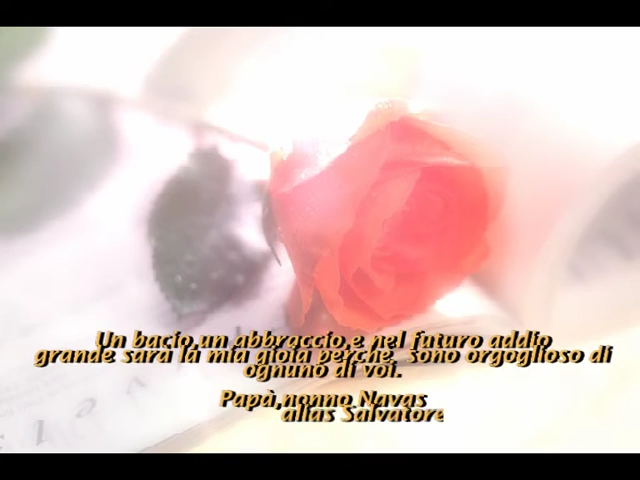 Un bacio,un abbraccio,e nel futuro addio
grande sarà la mia gioia perchè, sono orgoglioso di
ognuno di voi.
Papà,nonno Navas
alias Salvatore